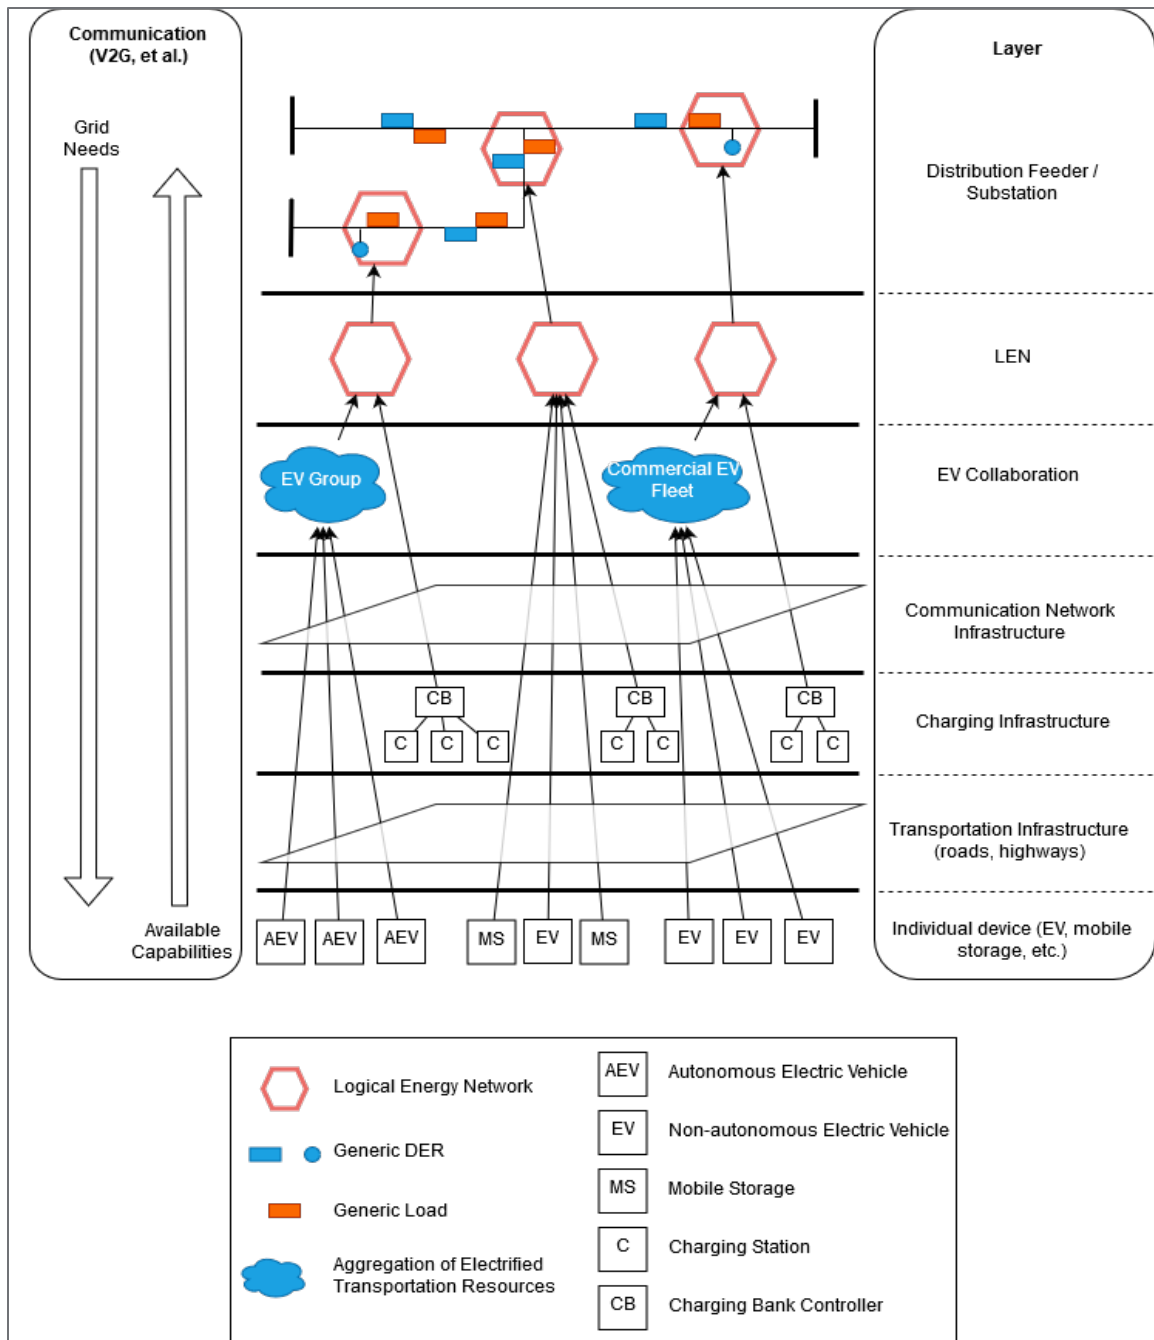 Communication
(V2G, et al.)
Layer
Grid
Needs
Distribution Feeder /
Substation
LEN
EV Group
Commercial EV
Fleet
EV Collaboration
Communication Network
Infrastructure
CB
CB
CB
C
C
C
C
C
C
C
Charging Infrastructure
Transportation Infrastructure
(roads, highways)
Available
Capabilities
AEV
AEV
AEV
MS
EV
MS
EV
EV
EV
Individual device (EV, mobile
storage, etc.)
Logical Energy Network
Generic DER
Generic Load
Aggregation of Electrified
Transportation Resources
AEV
Autonomous Electric Vehicle
EV
Non-autonomous Electric Vehicle
MS
Mobile Storage
C
Charging Station
CB
Charging Bank Controller